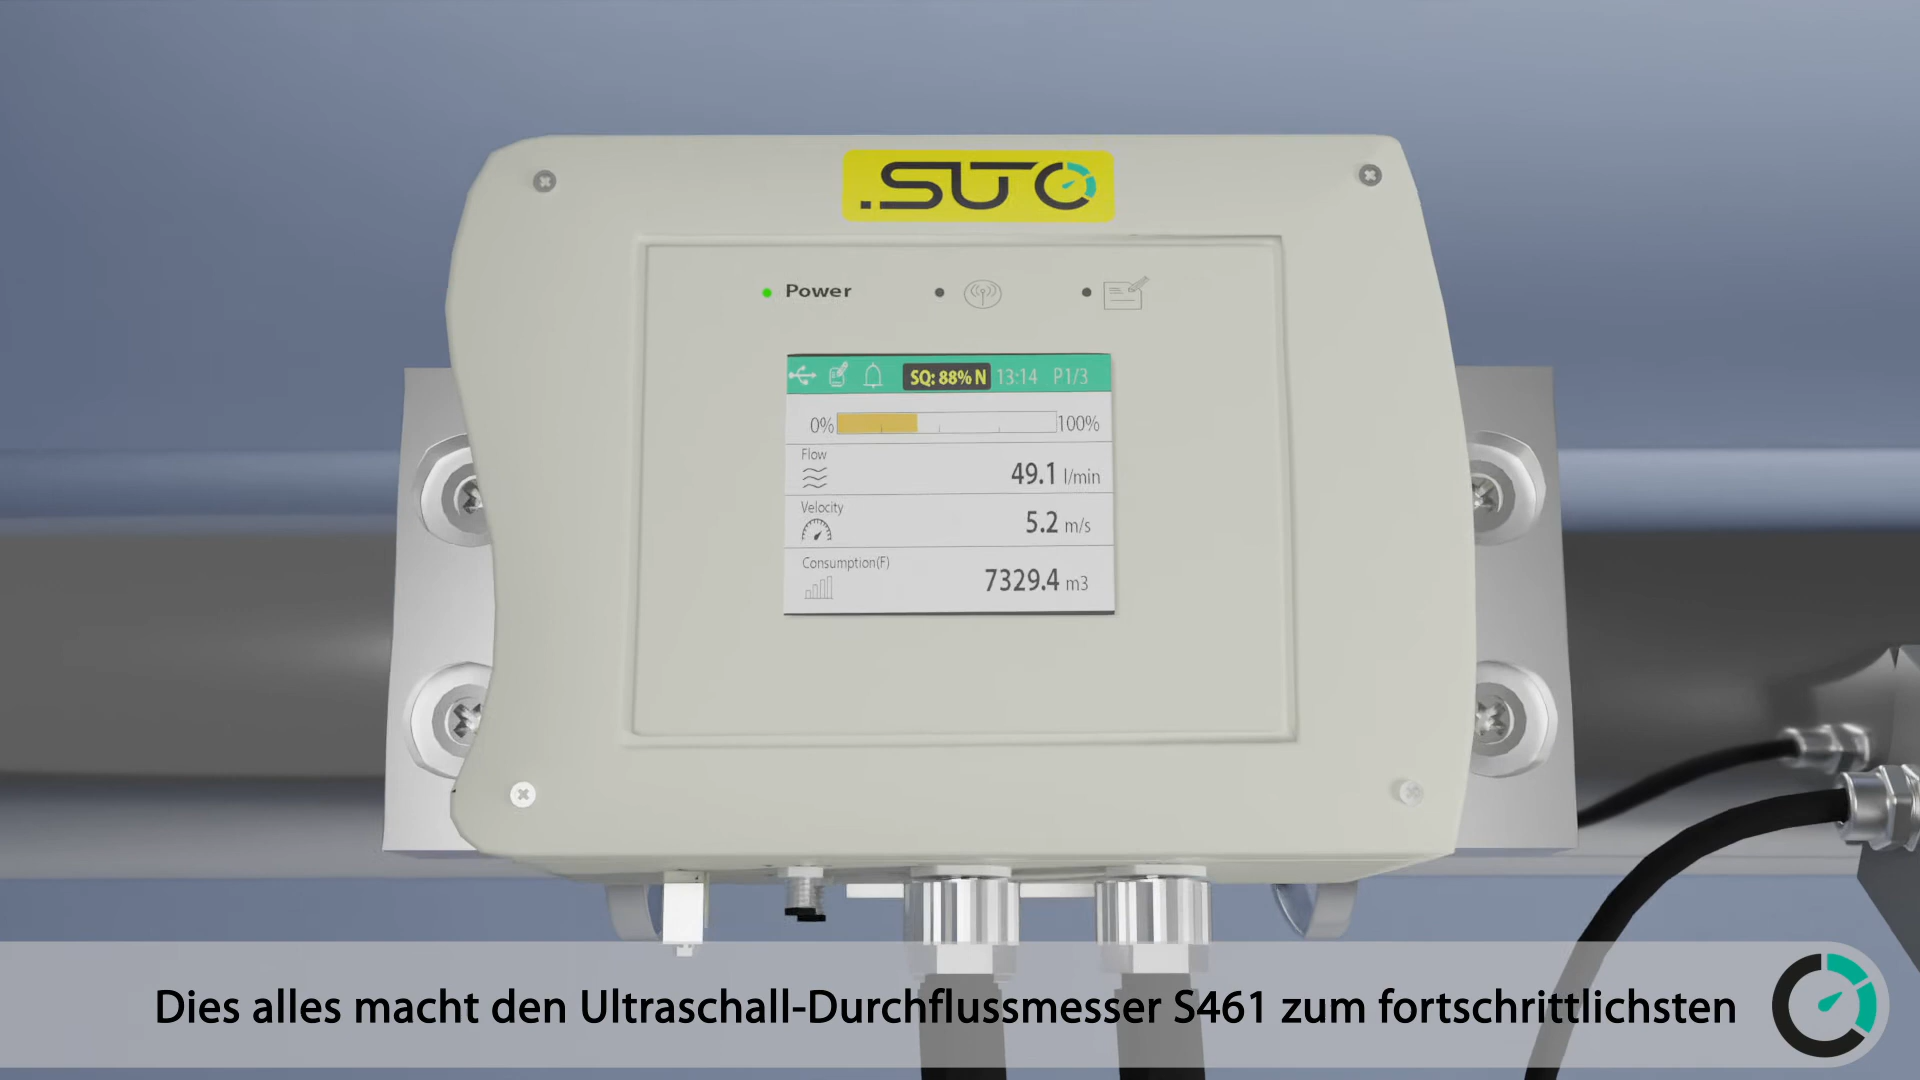 .SUTO
Power
SQ: 88% N 13:14 P1/3
0% 100%
Flow
49.1 l/min
Velocity
5.2 m/s
Consumption(F)
7329.4 m3
Dies alles macht den Ultraschall-Durchflussmesser S461 zum fortschrittlichsten